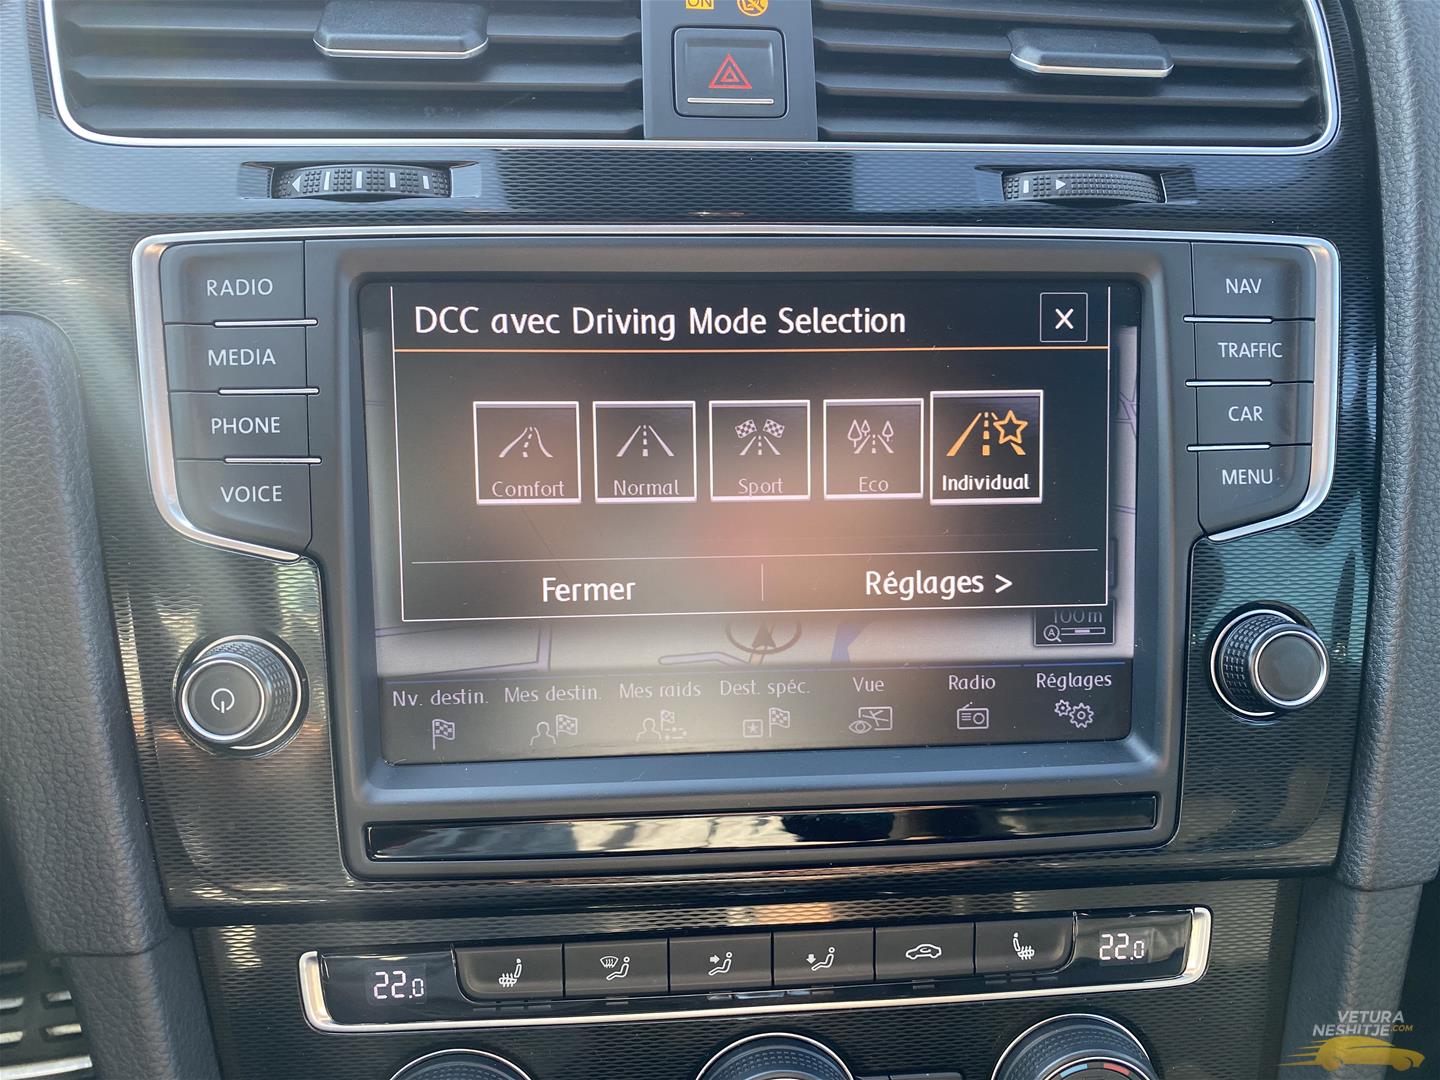 ON
RADIO
MEDIA
PHONE
VOICE
NAV
TRAFFIC
CAR
MENU
DCC avec Driving Mode Selection
X
Comfort
Normal
Sport
Eco
Individual
Fermer
Réglages >
100 m
A
Nv. destin.
Mes destin.
Mes raids
Dest. spéc.
Vue
Radio
Réglages
22.0
22.0
VETURA
NESHITJE.COM